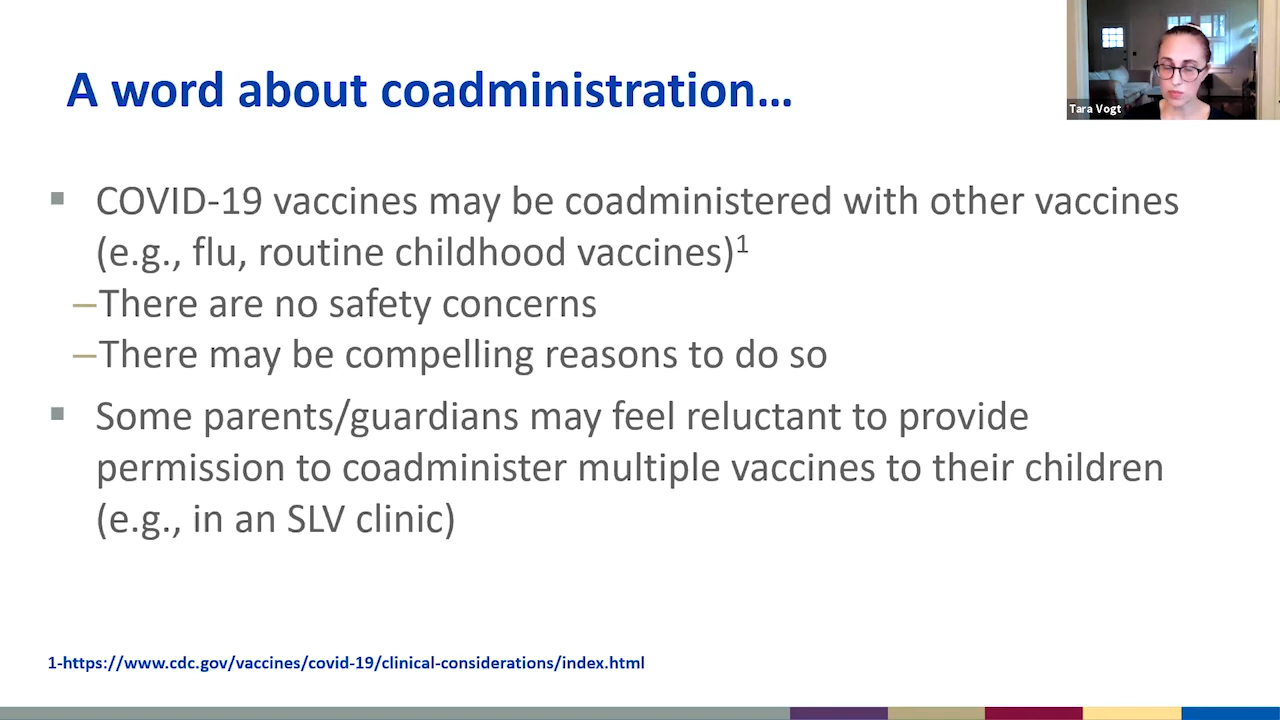 A word about coadministration…
Tara Vogt
▪ COVID-19 vaccines may be coadministered with other vaccines
(e.g., flu, routine childhood vaccines)¹
–There are no safety concerns
–There may be compelling reasons to do so
▪ Some parents/guardians may feel reluctant to provide
permission to coadminister multiple vaccines to their children
(e.g., in an SLV clinic)
1-https://www.cdc.gov/vaccines/covid-19/clinical-considerations/index.html